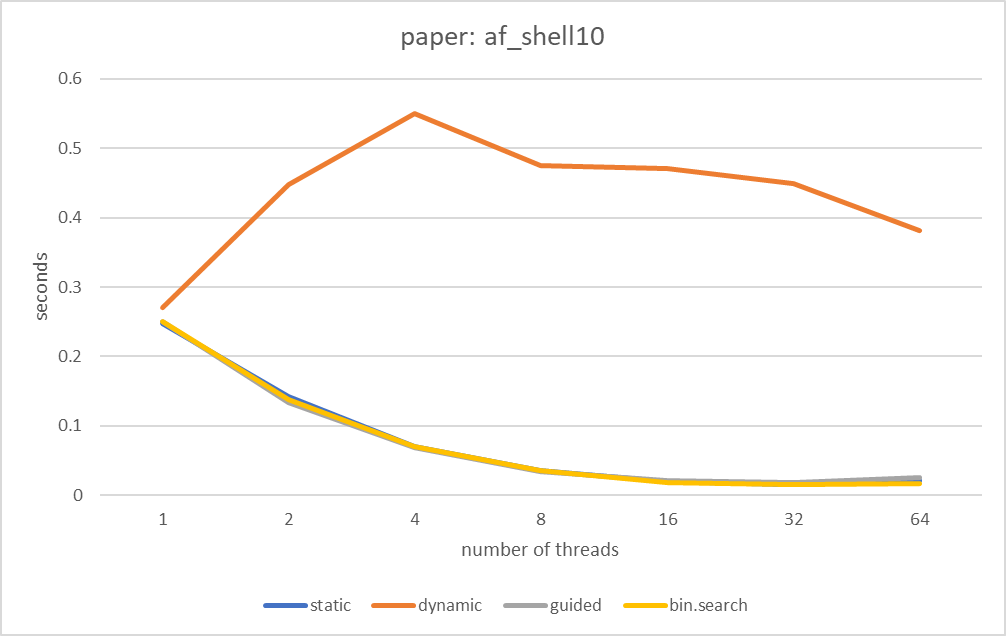 paper: af_shell10
0.6
0.5
0.4
0.3
0.2
0.1
0
seconds
1 2 4 8 16 32 64
number of threads
static dynamic guided bin.search